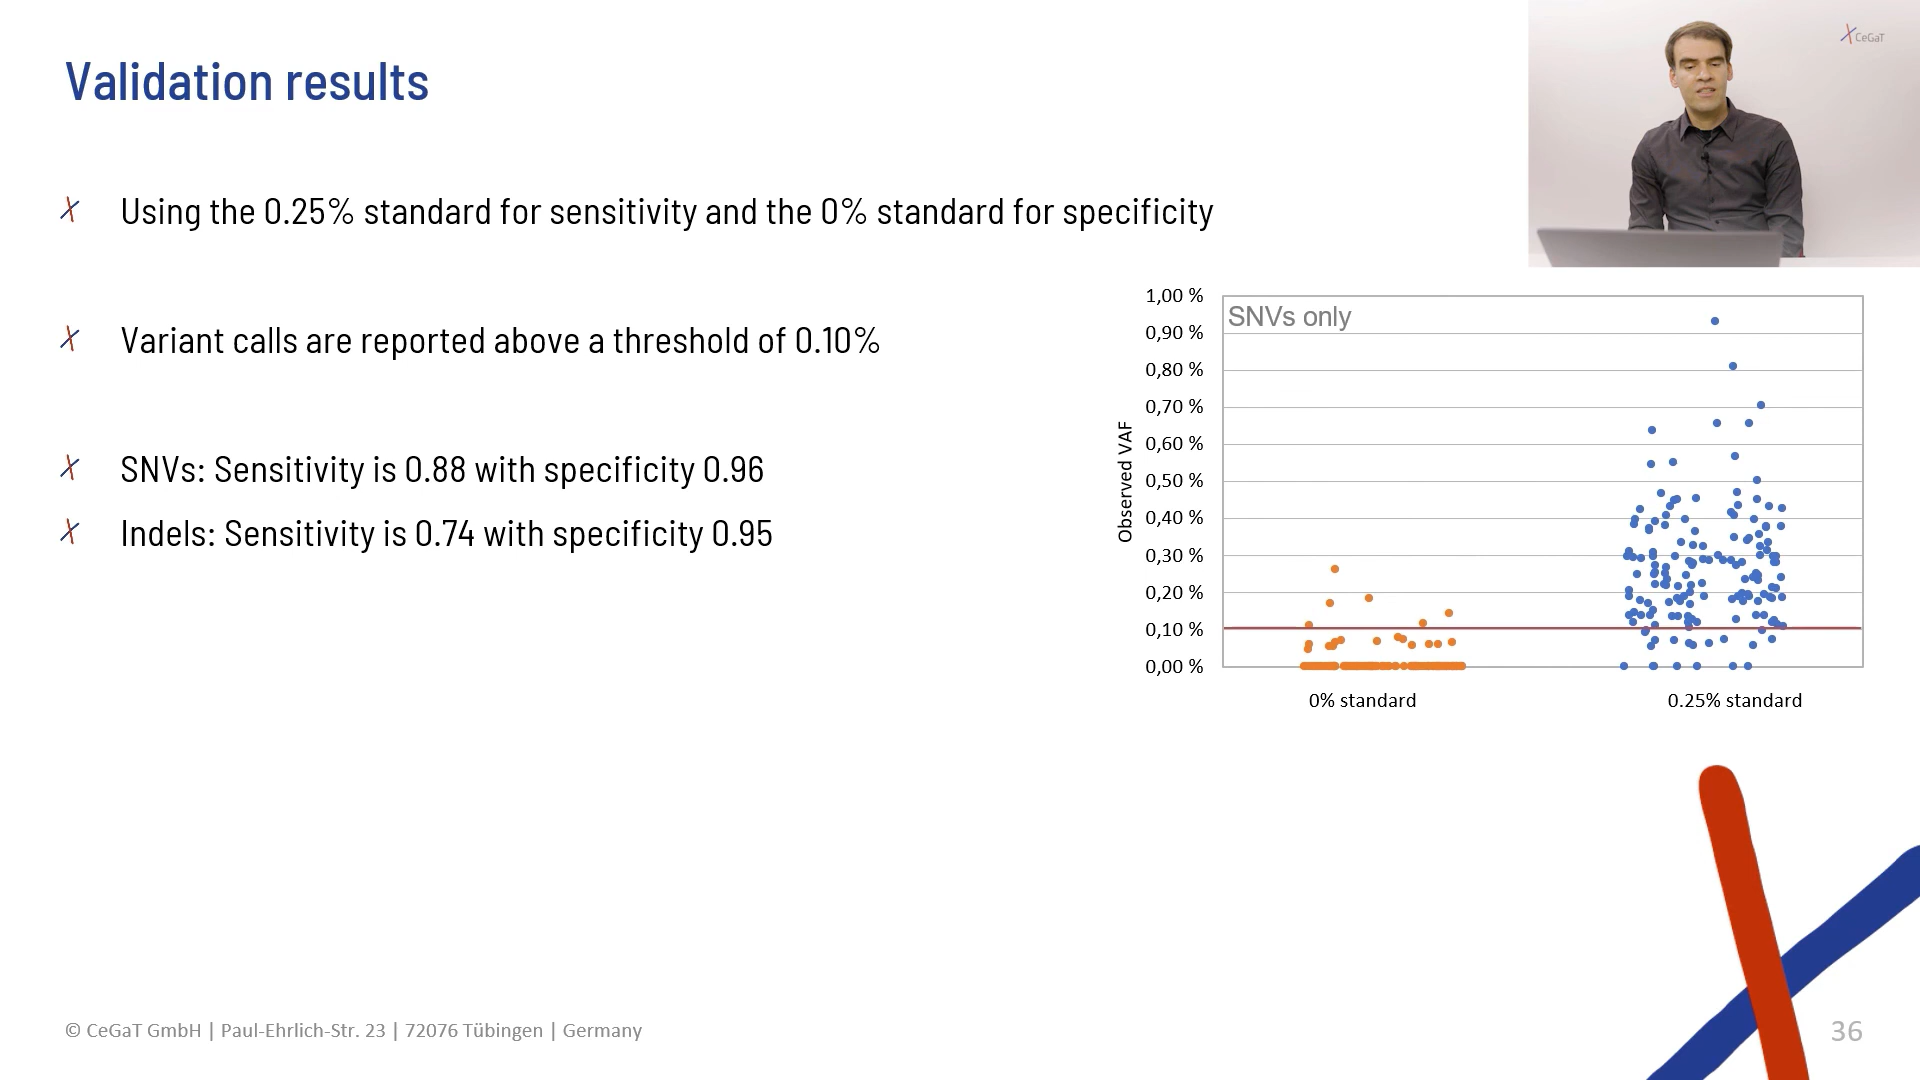 Validation results
CeGaT
Using the 0.25% standard for sensitivity and the 0% standard for specificity
Variant calls are reported above a threshold of 0.10%
SNVs: Sensitivity is 0.88 with specificity 0.96
Indels: Sensitivity is 0.74 with specificity 0.95
SNVs only
Observed VAF
1,00 %
0,90 %
0,80 %
0,70 %
0,60 %
0,50 %
0,40 %
0,30 %
0,20 %
0,10 %
0,00 %
0% standard
0.25% standard
© CeGaT GmbH | Paul-Ehrlich-Str. 23 | 72076 Tübingen | Germany
36